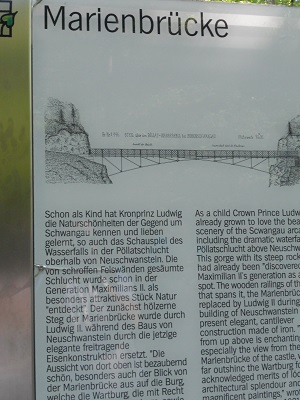 Marienbrücke
Schon als Kind hat Kronprinz Ludwig
die Naturschönheiten der Gegend um
Schwangau kennen und lieben
gelernt, so auch das Schauspiel des
Wasserfalls in der Pöllatschlucht
oberhalb von Neuschwanstein. Die
von schroffen Felswänden gesäumte
Schlucht wurde schon in der
Generation Maximilians II. als
besonders attraktives Stück Natur
"entdeckt". Der zunächst hölzerne
Steg der Marienbrücke wurde durch
Ludwig II. während des Baus von
Neuschwanstein durch die jetzige
elegante freitragende
Eisenkonstruktion ersetzt. "Die
Aussicht von dort oben ist bezaubernd
schön, besonders auch der Blick von
der Marienbrücke aus auf die Burg,
welche die Wartburg, die mit Recht
As a child Crown Prince Ludw
already grown to love the bea
scenery of the Scwangau area
including the dramatic waterfa
Pöllatschlucht above Neuschw
This gorge with its steep rock
had already been "discovered
Maximilian II's generation as a
spot. The wooden railings of th
that spans it, the Marienbrücke
replaced by Ludwig II during
building of Neuschwanstein b
present elegant, cantilever
construction made of iron. "
from up above is enchanting
especially the view from the
Marienbrücke of the castle, w
far outshine the Wartburg fo
acknowledged merits of loc
architectural splendour and
magnificent paintings," wro